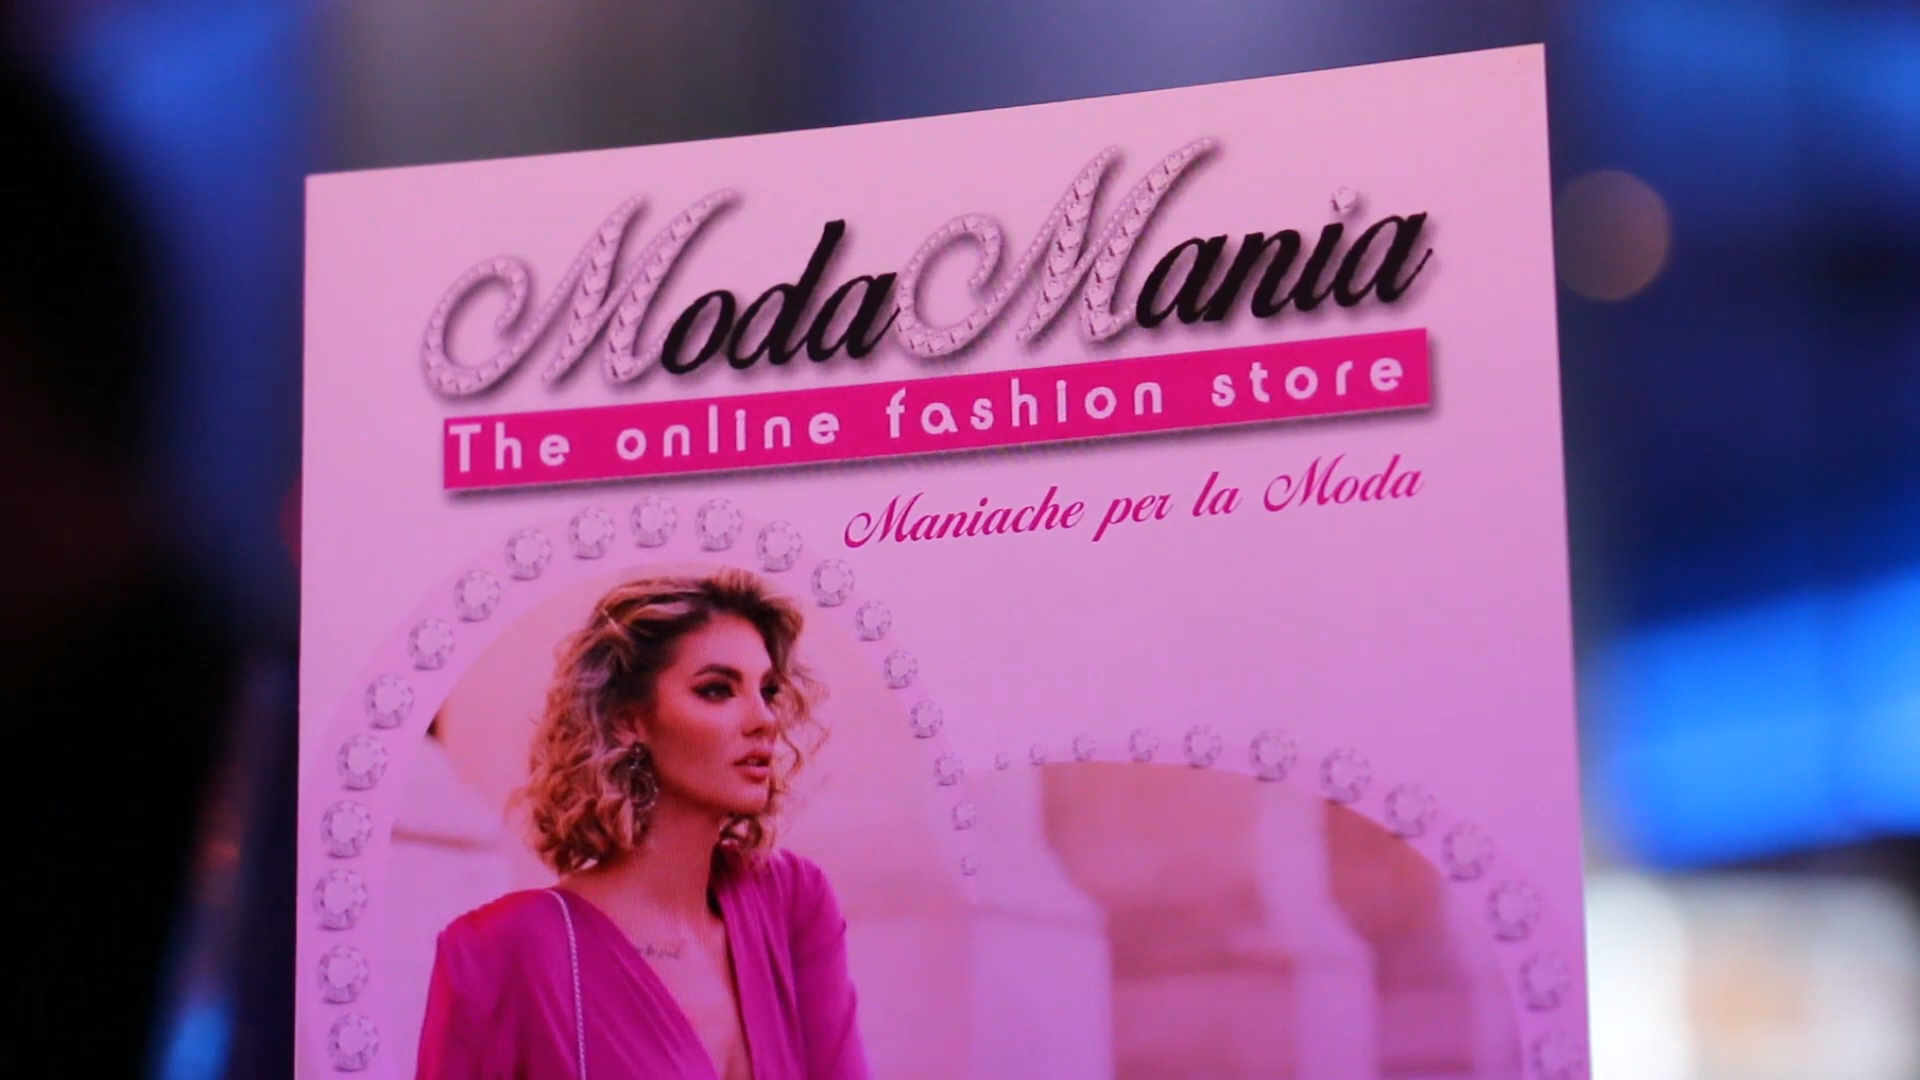 ModaMania
The online fashion store
Maniache per la Moda